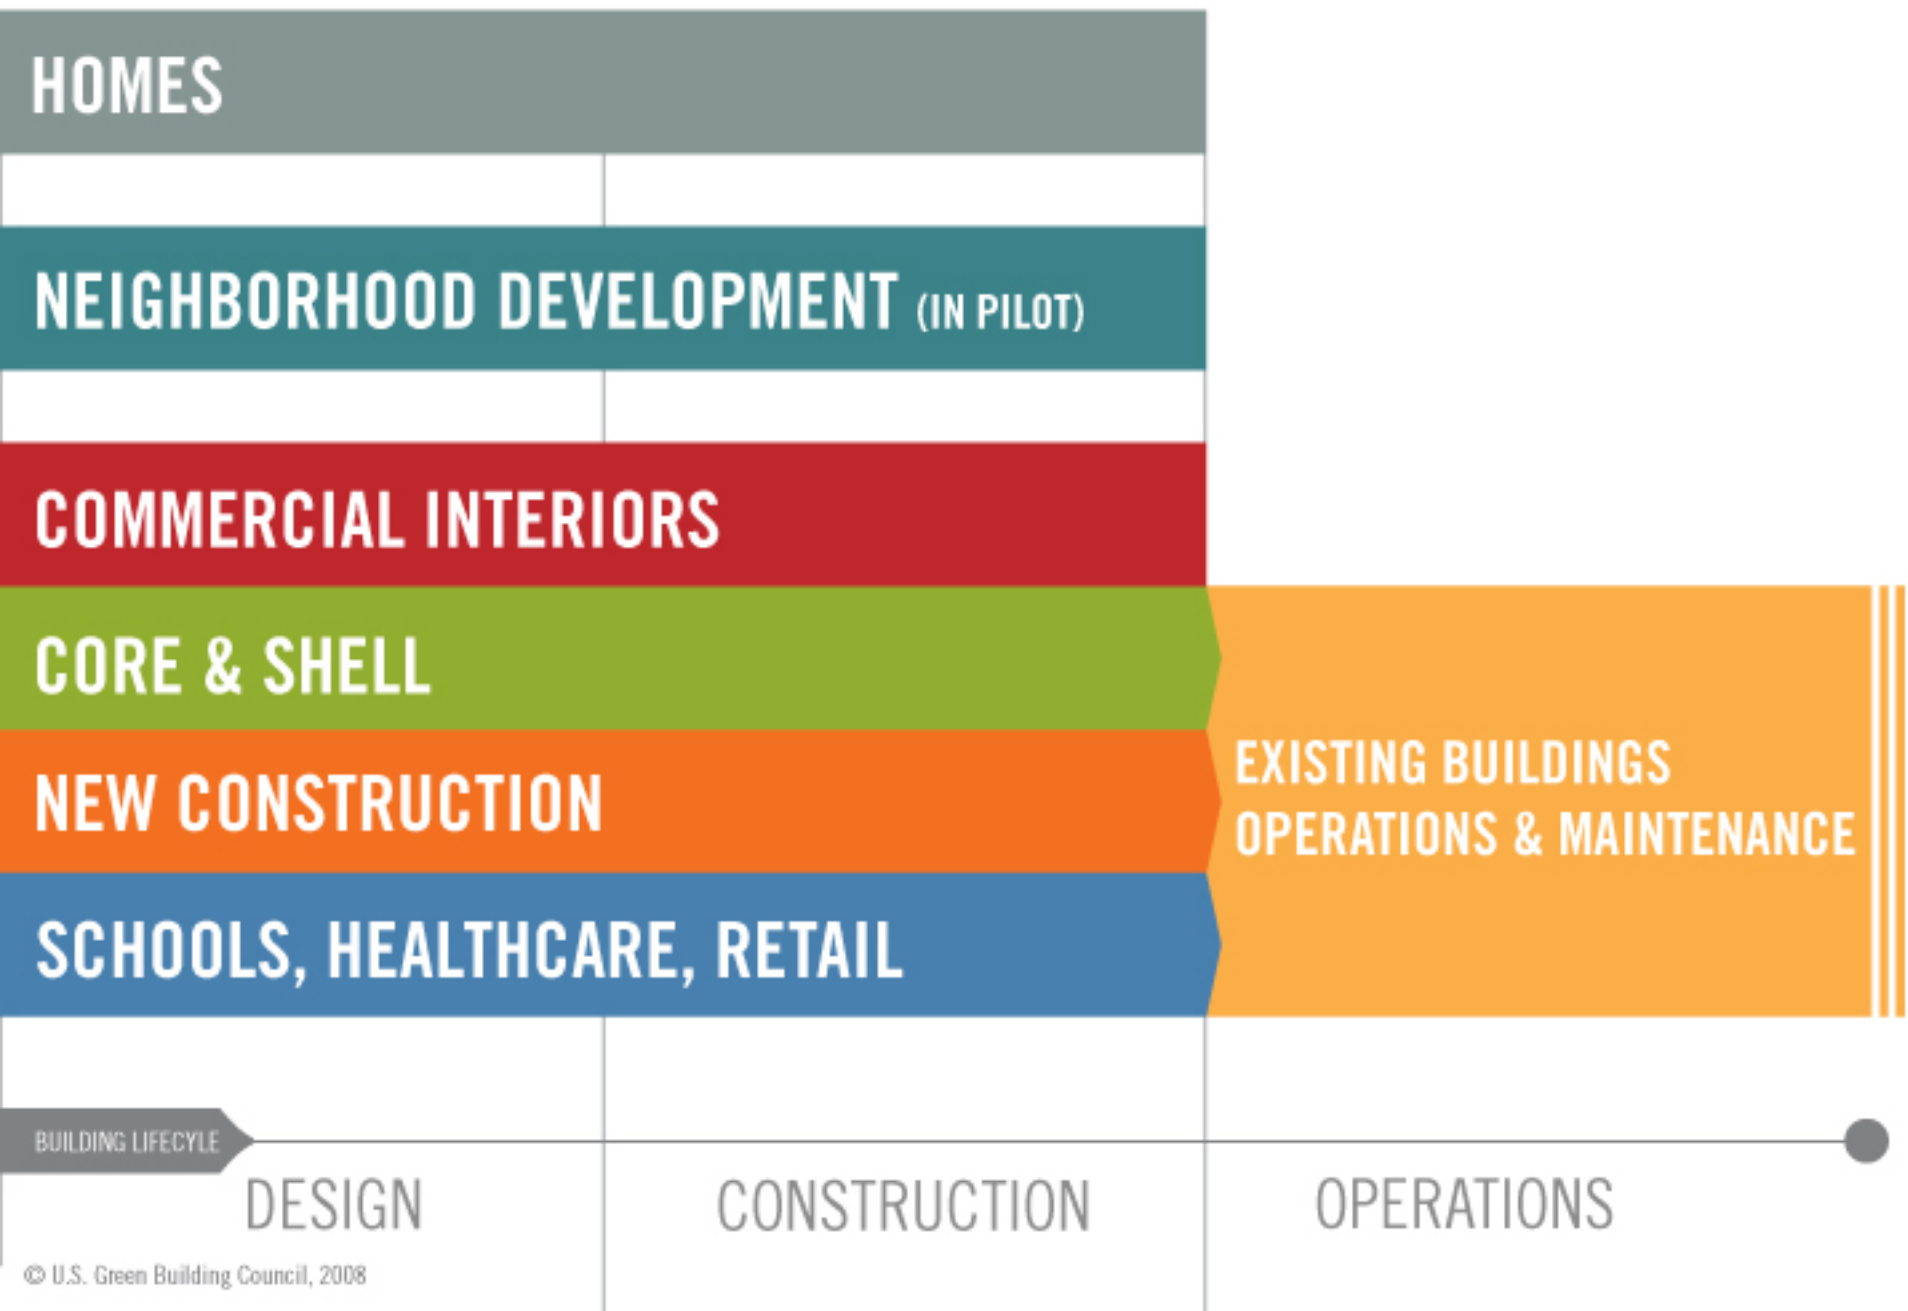 HOMES
NEIGHBORHOOD DEVELOPMENT (IN PILOT)
COMMERCIAL INTERIORS
CORE & SHELL
NEW CONSTRUCTION
SCHOOLS, HEALTHCARE, RETAIL
EXISTING BUILDINGS
OPERATIONS & MAINTENANCE
BUILDING LIFECYLE
DESIGN
CONSTRUCTION
OPERATIONS
© U.S. Green Building Council, 2008